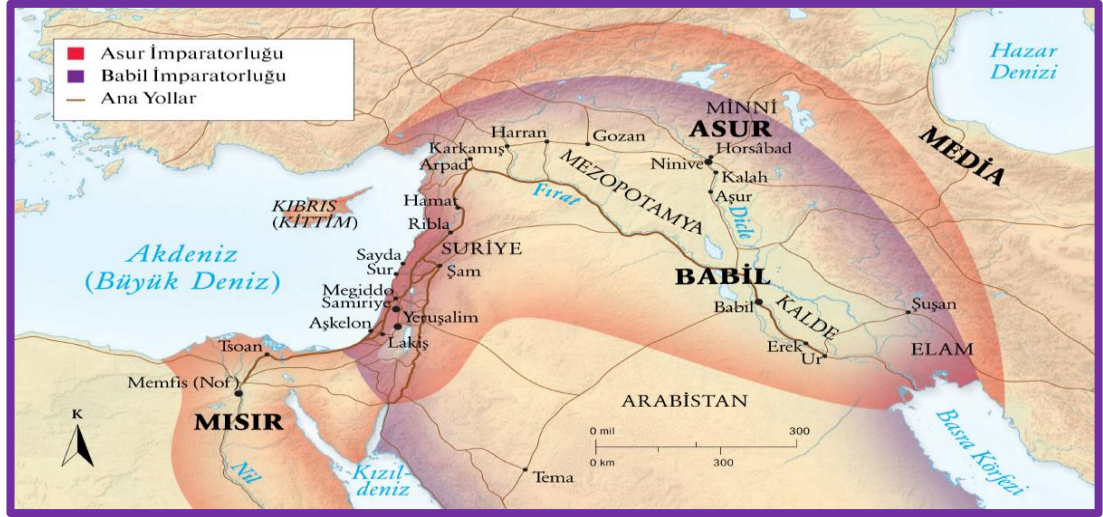 Asur İmparatorluğu
Babil İmparatorluğu
Ana Yollar
Hazar
Denizi
MİNNİ
ASUR
MEDİA
Harran
Gozan
Horsâbad
Karkamış
Ninive
Arpad
Kalah
MEZOPOTAMYA
Aşur
Fırat
Dicle
Hamat
KIBRIS
(KİTTİM)
Ribla
SURİYE
Akdeniz
(Büyük Deniz)
Sayda
Sur
Şam
BABİL
Megiddo
Samiriye
Babil
KALDE
Şuşan
Yeruşalim
Aşkelon
Lakiş
Erek
Ur
ELAM
Tsoan
Memfis (Nof)
ARABİSTAN
K
MISIR
0 mil
300
0 km
300
Basra Körfezi
Nil
Kızıl-
deniz
Tema